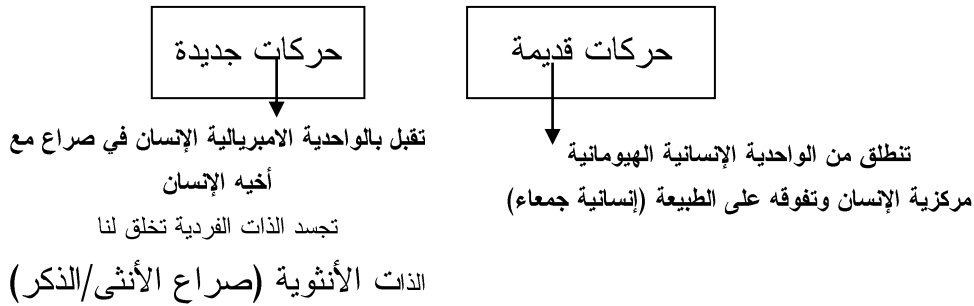 حركات قديمة
تنطلق من الواحدية الإنسانية الهيومانية
مركزية الإنسان وتفوقه على الطبيعة (إنسانية جمعاء)
حركات جديدة
تقبل بالواحدية الامبريالية الإنسان في صراع مع
أخيه الإنسان
تجسد الذات الفردية تخلق لنا
الذات الأنثوية (صراع الأنثى/الذكر)